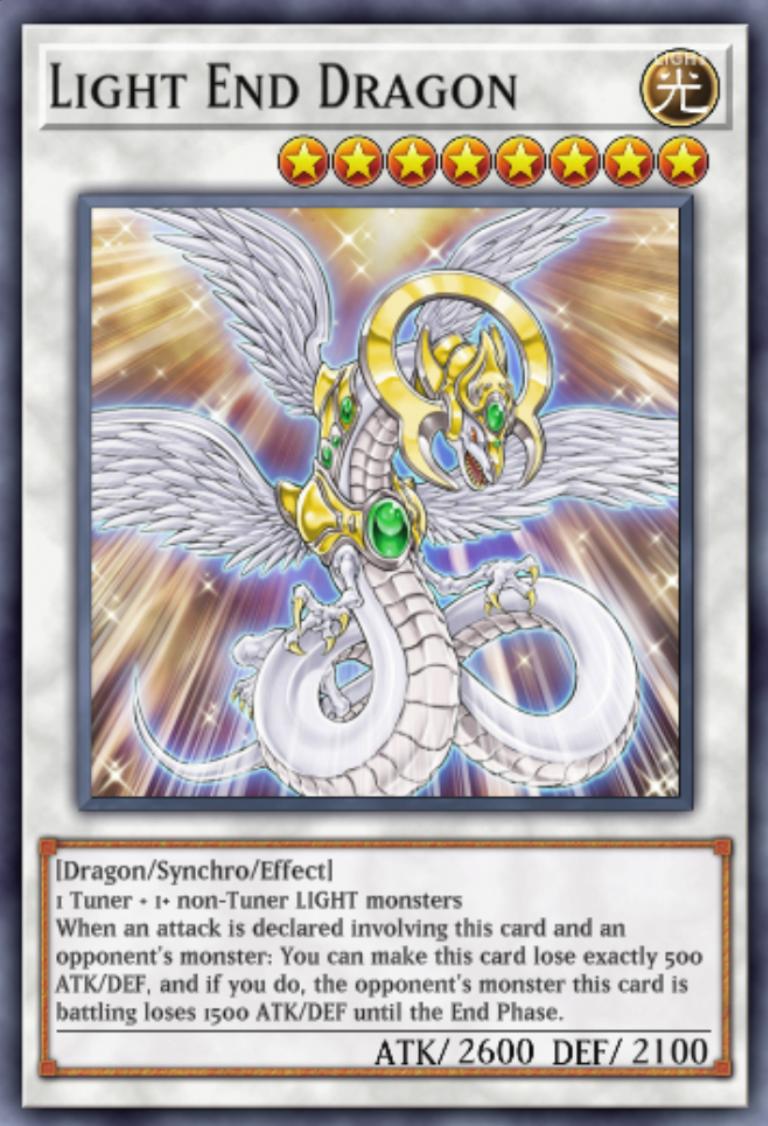 LIGHT END DRAGON
LIGHT
光
[Dragon/Synchro/Effect]
1 Tuner + 1+ non-Tuner LIGHT monsters
When an attack is declared involving this card and an
opponent's monster: You can make this card lose exactly 500
ATK/DEF, and if you do, the opponent's monster this card is
battling loses 1500 ATK/DEF until the End Phase.
ATK/ 2600 DEF/ 2100